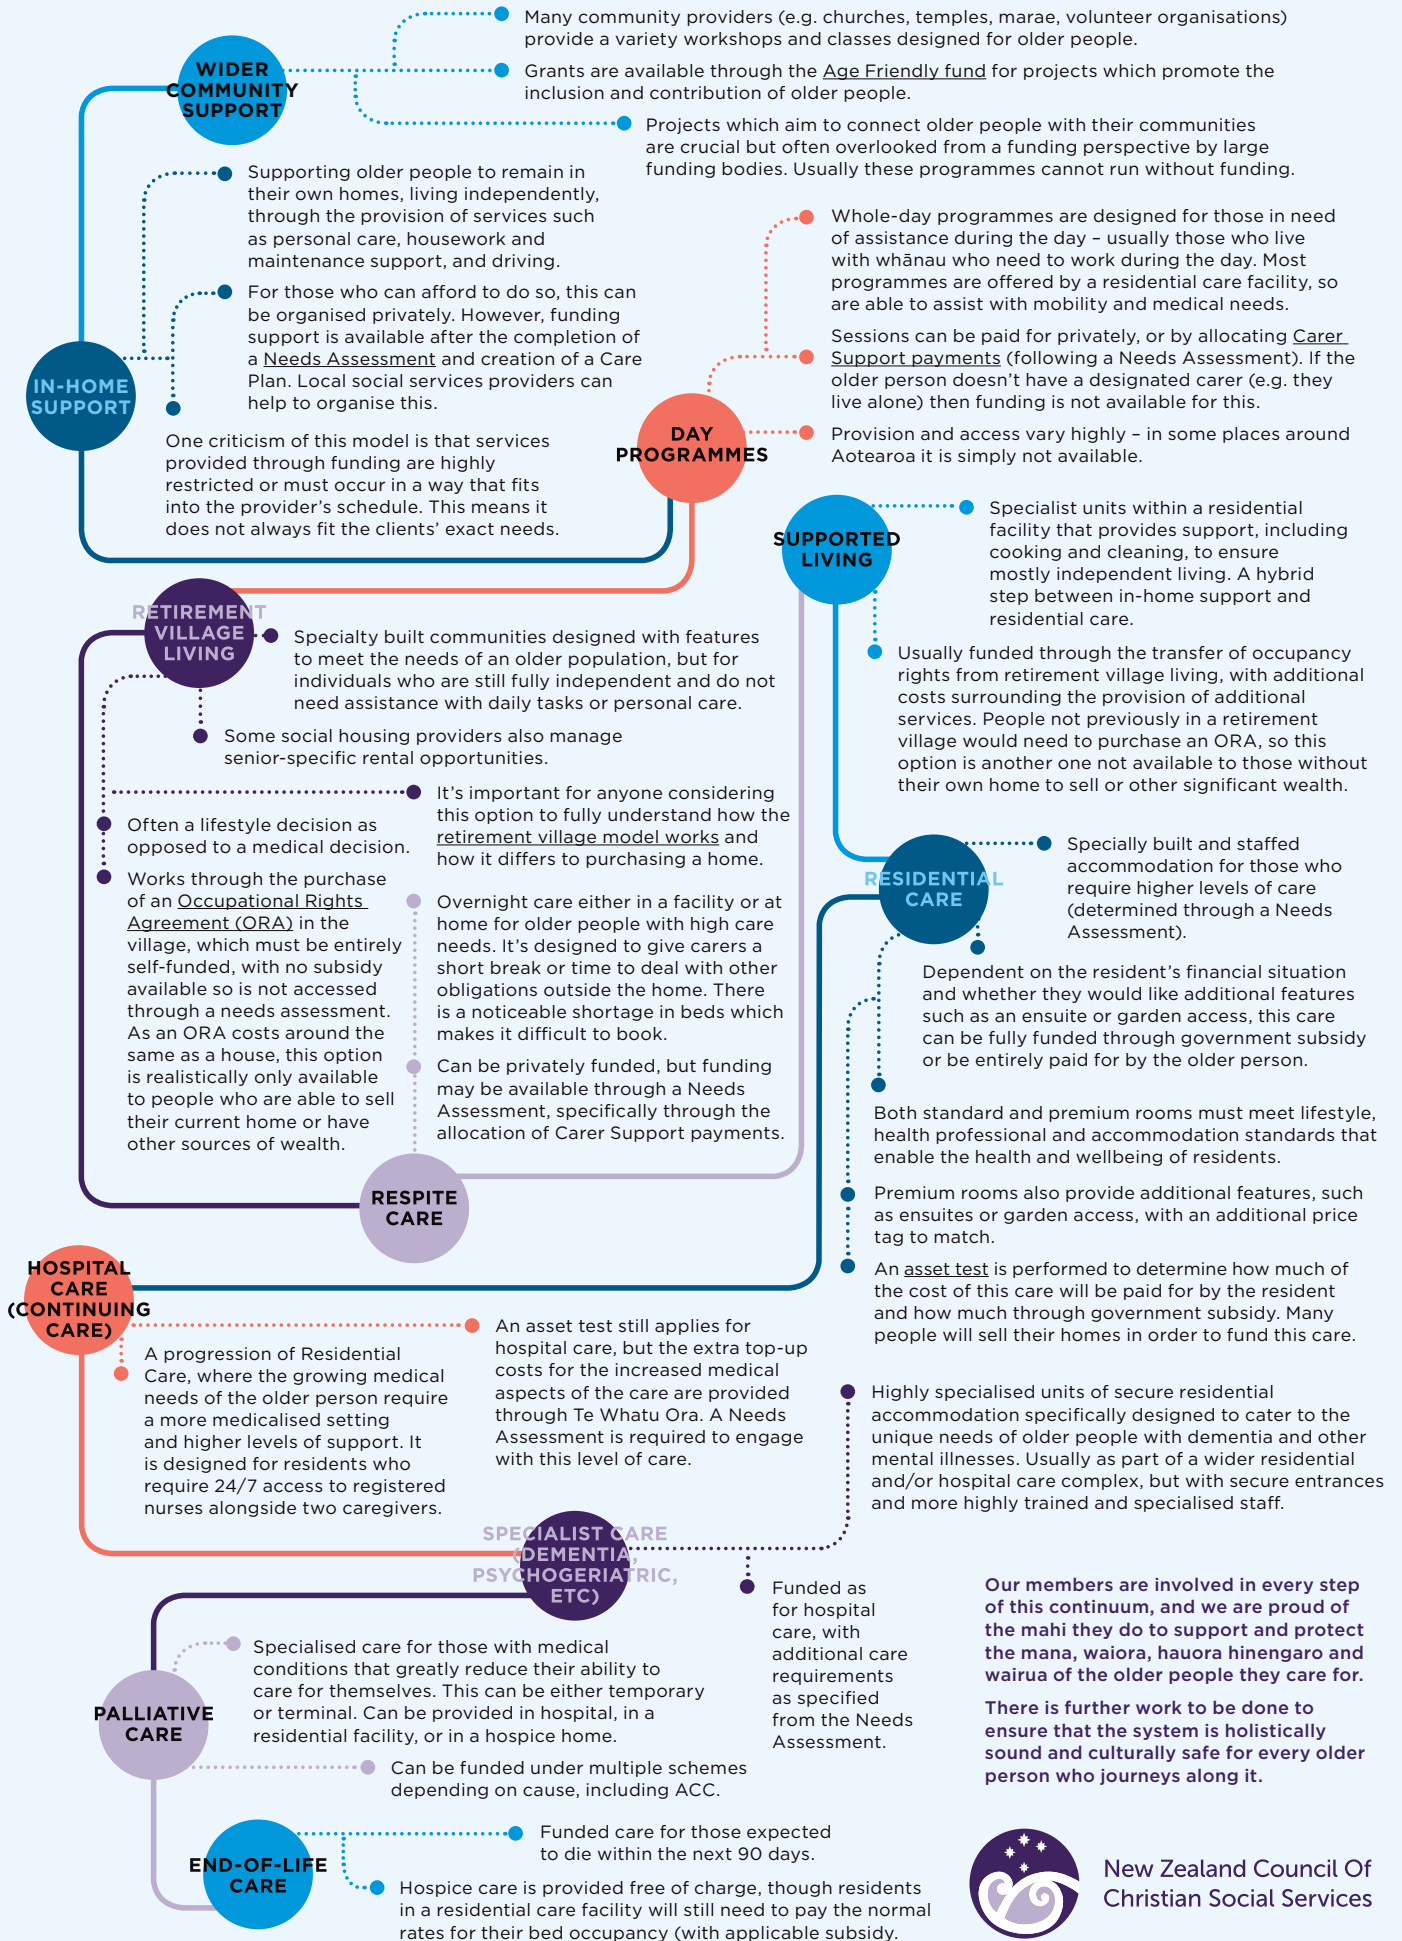 WIDER
COMMUNITY
SUPPORT
Many community providers (e.g. churches, temples, marae, volunteer organisations)
provide a variety workshops and classes designed for older people.
Grants are available through the Age Friendly fund for projects which promote the
inclusion and contribution of older people.
Projects which aim to connect older people with their communities
are crucial but often overlooked from a funding perspective by large
funding bodies. Usually these programmes cannot run without funding.
IN-HOME
SUPPORT
Supporting older people to remain in
their own homes, living independently,
through the provision of services such
as personal care, housework and
maintenance support, and driving.
For those who can afford to do so, this can
be organised privately. However, funding
support is available after the completion of
a Needs Assessment and creation of a Care
Plan. Local social services providers can
help to organise this.
One criticism of this model is that services
provided through funding are highly
restricted or must occur in a way that fits
into the provider's schedule. This means it
does not always fit the clients' exact needs.
DAY
PROGRAMMES
Whole-day programmes are designed for those in need
of assistance during the day – usually those who live
with whānau who need to work during the day. Most
programmes are offered by a residential care facility, so
are able to assist with mobility and medical needs.
Sessions can be paid for privately, or by allocating Carer
Support payments (following a Needs Assessment). If the
older person doesn't have a designated carer (e.g. they
live alone) then funding is not available for this.
Provision and access vary highly – in some places around
Aotearoa it is simply not available.
RETIREMENT
VILLAGE
LIVING
Specialty built communities designed with features
to meet the needs of an older population, but for
individuals who are still fully independent and do not
need assistance with daily tasks or personal care.
Some social housing providers also manage
senior-specific rental opportunities.
It's important for anyone considering
this option to fully understand how the
retirement village model works and
how it differs to purchasing a home.
Often a lifestyle decision as
opposed to a medical decision.
Works through the purchase
of an Occupational Rights
Agreement (ORA) in the
village, which must be entirely
self-funded, with no subsidy
available so is not accessed
through a needs assessment.
As an ORA costs around the
same as a house, this option
is realistically only available
to people who are able to sell
their current home or have
other sources of wealth.
RESPITE
CARE
Overnight care either in a facility or at
home for older people with high care
needs. It's designed to give carers a
short break or time to deal with other
obligations outside the home. There
is a noticeable shortage in beds which
makes it difficult to book.
Can be privately funded, but funding
may be available through a Needs
Assessment, specifically through the
allocation of Carer Support payments.
SUPPORTED
LIVING
Specialist units within a residential
facility that provides support, including
cooking and cleaning, to ensure
mostly independent living. A hybrid
step between in-home support and
residential care.
Usually funded through the transfer of occupancy
rights from retirement village living, with additional
costs surrounding the provision of additional
services. People not previously in a retirement
village would need to purchase an ORA, so this
option is another one not available to those without
their own home to sell or other significant wealth.
RESIDENTIAL
CARE
Specially built and staffed
accommodation for those who
require higher levels of care
(determined through a Needs
Assessment).
Dependent on the resident's financial situation
and whether they would like additional features
such as an ensuite or garden access, this care
can be fully funded through government subsidy
or be entirely paid for by the older person.
Both standard and premium rooms must meet lifestyle,
health professional and accommodation standards that
enable the health and wellbeing of residents.
Premium rooms also provide additional features, such
as ensuites or garden access, with an additional price
tag to match.
An asset test is performed to determine how much of
the cost of this care will be paid for by the resident
and how much through government subsidy. Many
people will sell their homes in order to fund this care.
HOSPITAL
CARE
(CONTINUING
CARE)
A progression of Residential
Care, where the growing medical
needs of the older person require
a more medicalised setting
and higher levels of support. It
is designed for residents who
require 24/7 access to registered
nurses alongside two caregivers.
An asset test still applies for
hospital care, but the extra top-up
costs for the increased medical
aspects of the care are provided
through Te Whatu Ora. A Needs
Assessment is required to engage
with this level of care.
SPECIALIST CARE
(DEMENTIA,
PSYCHOGERIATRIC,
ETC)
Highly specialised units of secure residential
accommodation specifically designed to cater to the
unique needs of older people with dementia and other
mental illnesses. Usually as part of a wider residential
and/or hospital care complex, but with secure entrances
and more highly trained and specialised staff.
Funded as
for hospital
care, with
additional care
requirements
as specified
from the Needs
Assessment.
PALLIATIVE
CARE
Specialised care for those with medical
conditions that greatly reduce their ability to
care for themselves. This can be either temporary
or terminal. Can be provided in hospital, in a
residential facility, or in a hospice home.
Can be funded under multiple schemes
depending on cause, including ACC.
END-OF-LIFE
CARE
Funded care for those expected
to die within the next 90 days.
Hospice care is provided free of charge, though residents
in a residential care facility will still need to pay the normal
rates for their bed occupancy (with applicable subsidy.
Our members are involved in every step
of this continuum, and we are proud of
the mahi they do to support and protect
the mana, waiora, hauora hinengaro and
wairua of the older people they care for.
There is further work to be done to
ensure that the system is holistically
sound and culturally safe for every older
person who journeys along it.
New Zealand Council Of
Christian Social Services